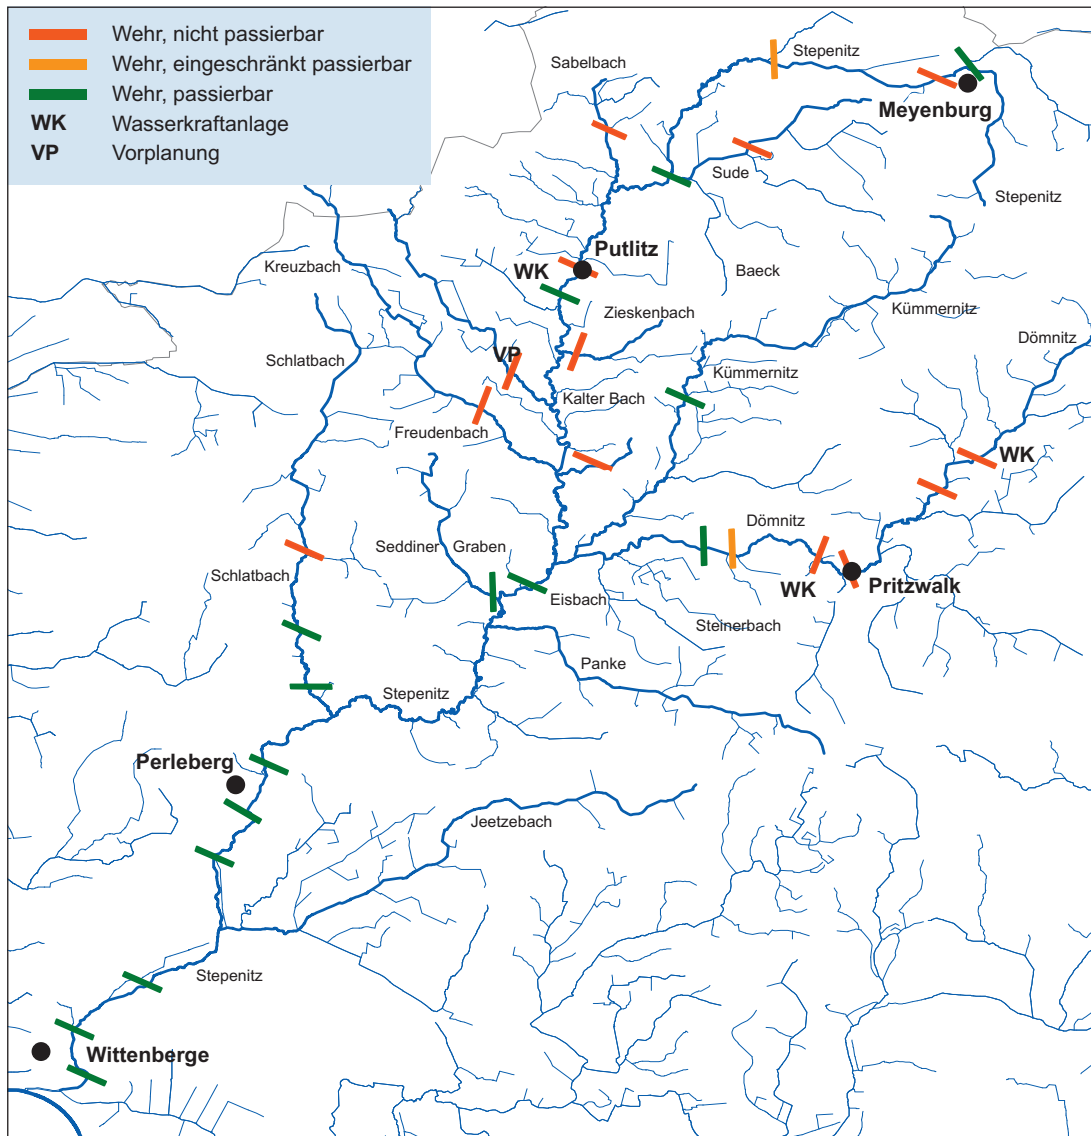 Wehr, nicht passierbar
Wehr, eingeschränkt passierbar
Wehr, passierbar
WK Wasserkraftanlage
VP Vorplanung
Stepenitz
Sabelbach
Meyenburg
Sude
Stepenitz
Putlitz
Kreuzbach
WK
Baeck
Zieskenbach
Kümmernitz
Dömnitz
Schlatbach
VP
Kümmernitz
Kalter Bach
Freudenbach
WK
Dömnitz
Seddiner Graben
Schlatbach
WK
Pritzwalk
Eisbach
Steinerbach
Panke
Stepenitz
Perleberg
Jeetzebach
Stepenitz
Wittenberge